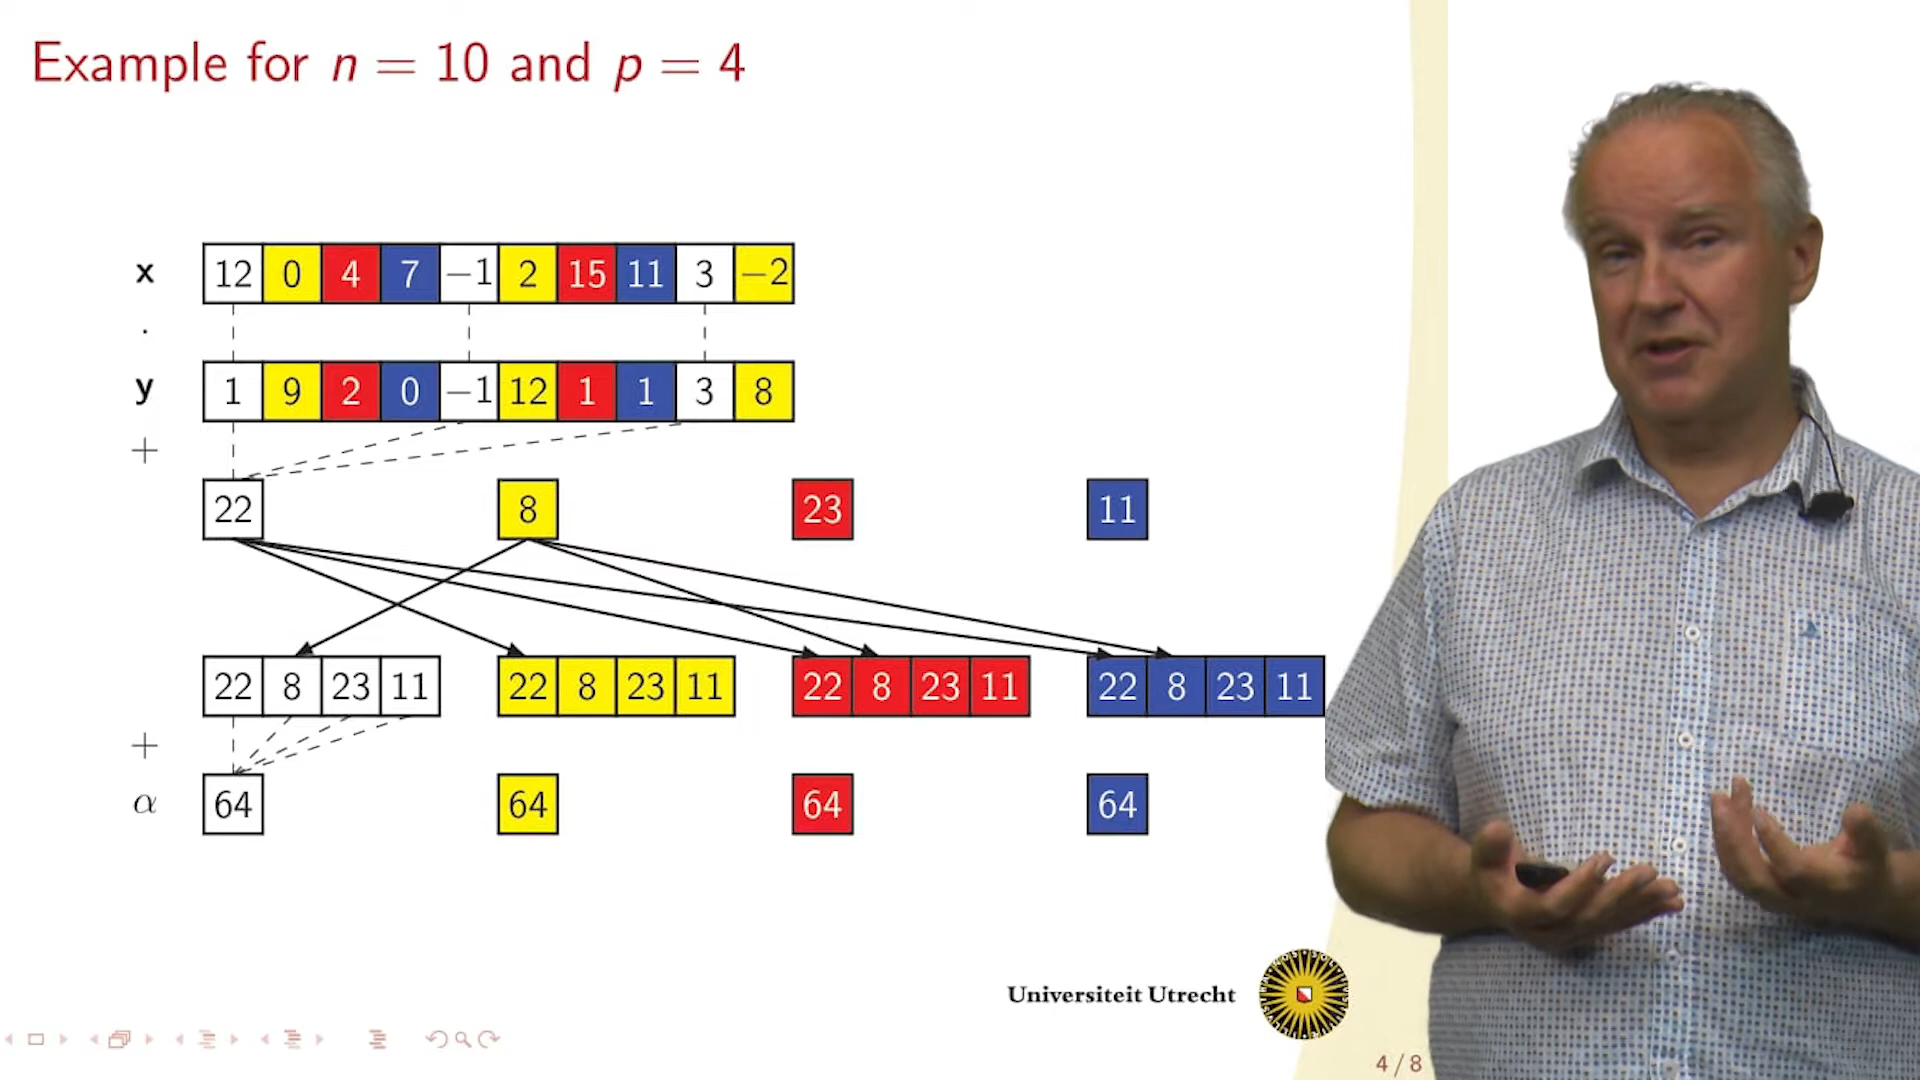 Example for n = 10 and p = 4
x 12 0 4 7 −1 2 15 11 3 −2
·
y 1 9 2 0 −1 12 1 1 3 8
+
22 8 23 11
22 8 23 11 22 8 23 11 22 8 23 11 22 8 23 11
+
α 64 64 64 64
Universiteit Utrecht
4 / 8